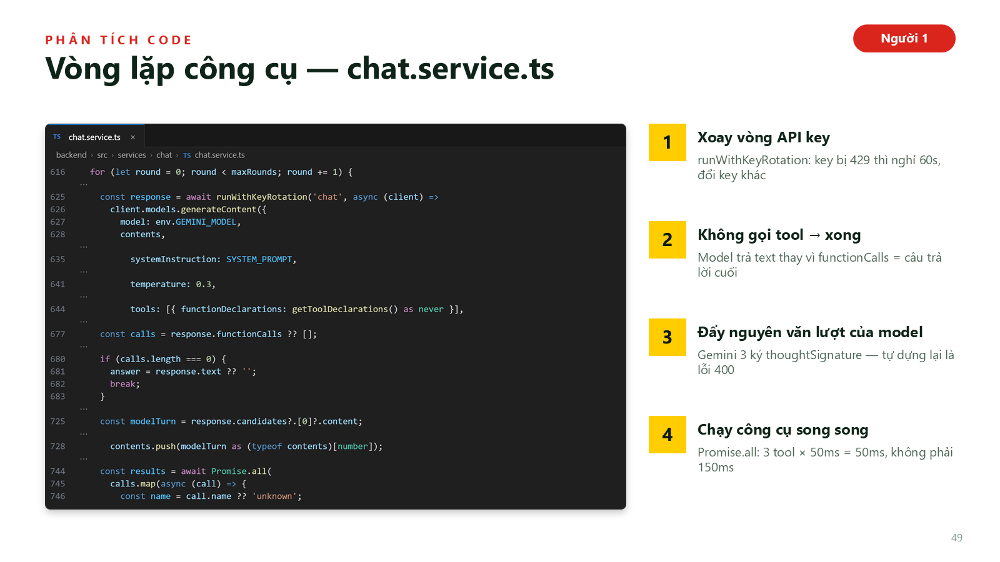 PHÂN TÍCH CODE
Người 1
Vòng lặp công cụ — chat.service.ts
TS chat.service.ts ×
backend › src › services › chat › TS chat.service.ts
616 for (let round = 0; round < maxRounds; round += 1) {
...
625 const response = await runWithKeyRotation('chat', async (client) =>
626 client.models.generateContent({
627 model: env.GEMINI_MODEL,
628 contents,
...
635 systemInstruction: SYSTEM_PROMPT,
...
641 temperature: 0.3,
...
644 tools: [{ functionDeclarations: getToolDeclarations() as never }],
...
677 const calls = response.functionCalls ?? [];
...
680 if (calls.length === 0) {
681 answer = response.text ?? '';
682 break;
683 }
...
725 const modelTurn = response.candidates?.[0]?.content;
...
728 contents.push(modelTurn as (typeof contents)[number]);
...
744 const results = await Promise.all(
745 calls.map(async (call) => {
746 const name = call.name ?? 'unknown';
1
Xoay vòng API key
runWithKeyRotation: key bị 429 thì nghỉ 60s,
đổi key khác
2
Không gọi tool → xong
Model trả text thay vì functionCalls = câu trả
lời cuối
3
Đẩy nguyên văn lượt của model
Gemini 3 ký thoughtSignature — tự dựng lại là
lỗi 400
4
Chạy công cụ song song
Promise.all: 3 tool × 50ms = 50ms, không phải
150ms
49